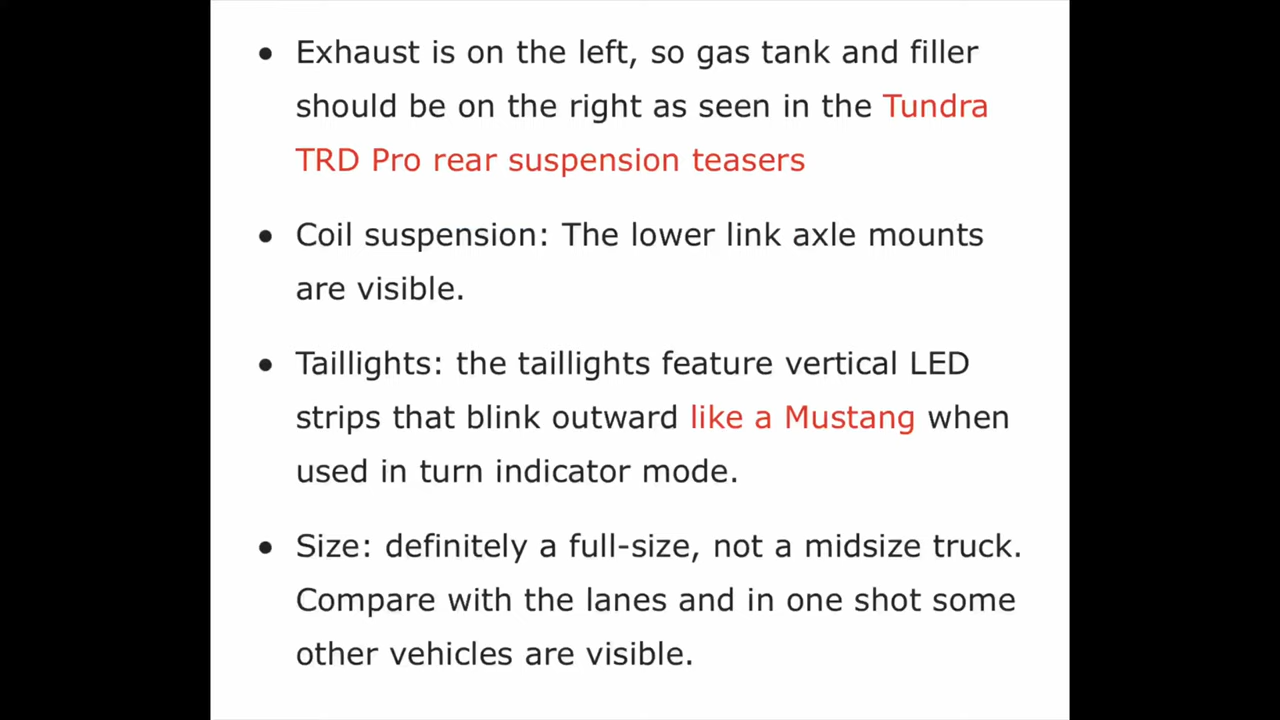 • Exhaust is on the left, so gas tank and filler
should be on the right as seen in the Tundra
TRD Pro rear suspension teasers
• Coil suspension: The lower link axle mounts
are visible.
• Taillights: the taillights feature vertical LED
strips that blink outward like a Mustang when
used in turn indicator mode.
• Size: definitely a full-size, not a midsize truck.
Compare with the lanes and in one shot some
other vehicles are visible.